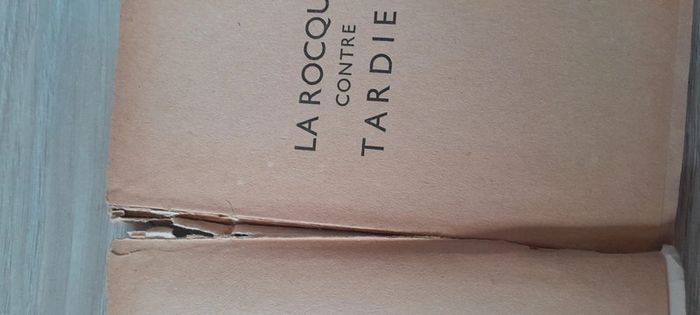 LA ROCQU
CONTRE
TARDIE